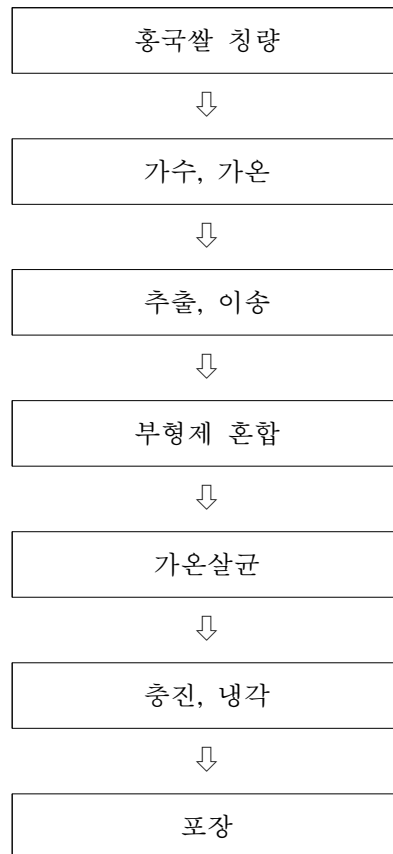 홍국쌀 칭량
⇩
가수, 가온
⇩
추출, 이송
⇩
부형제 혼합
⇩
가온살균
⇩
충진, 냉각
⇩
포장